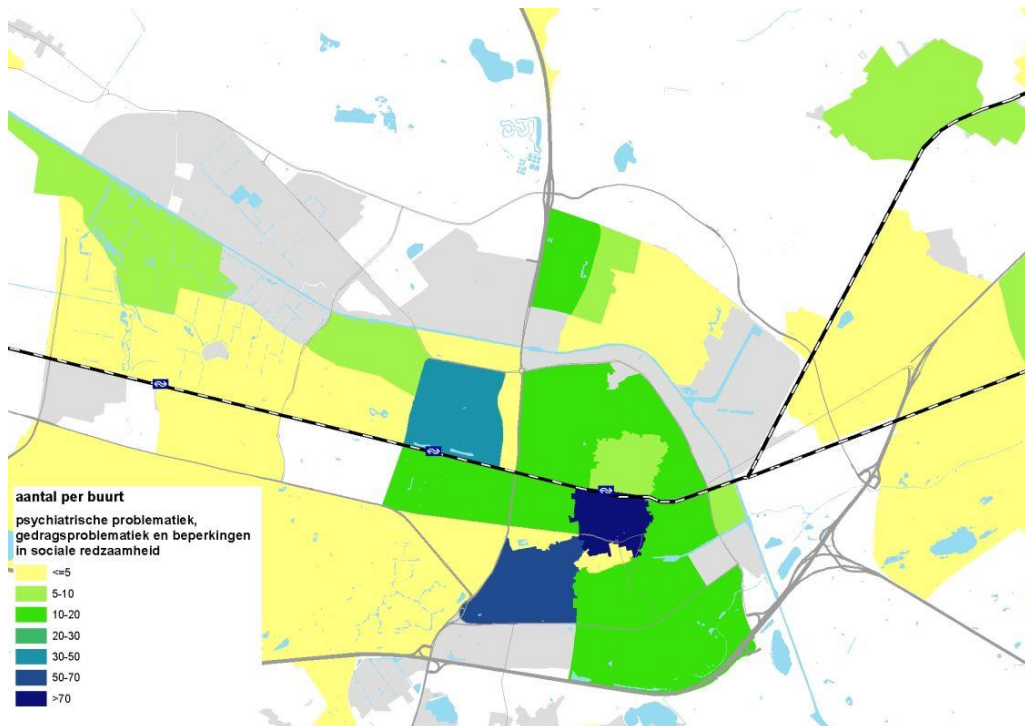 aantal per buurt
psychiatrische problematiek,
gedragsproblematiek en beperkingen
in sociale redzaamheid
<=5
5-10
10-20
20-30
30-50
50-70
>70